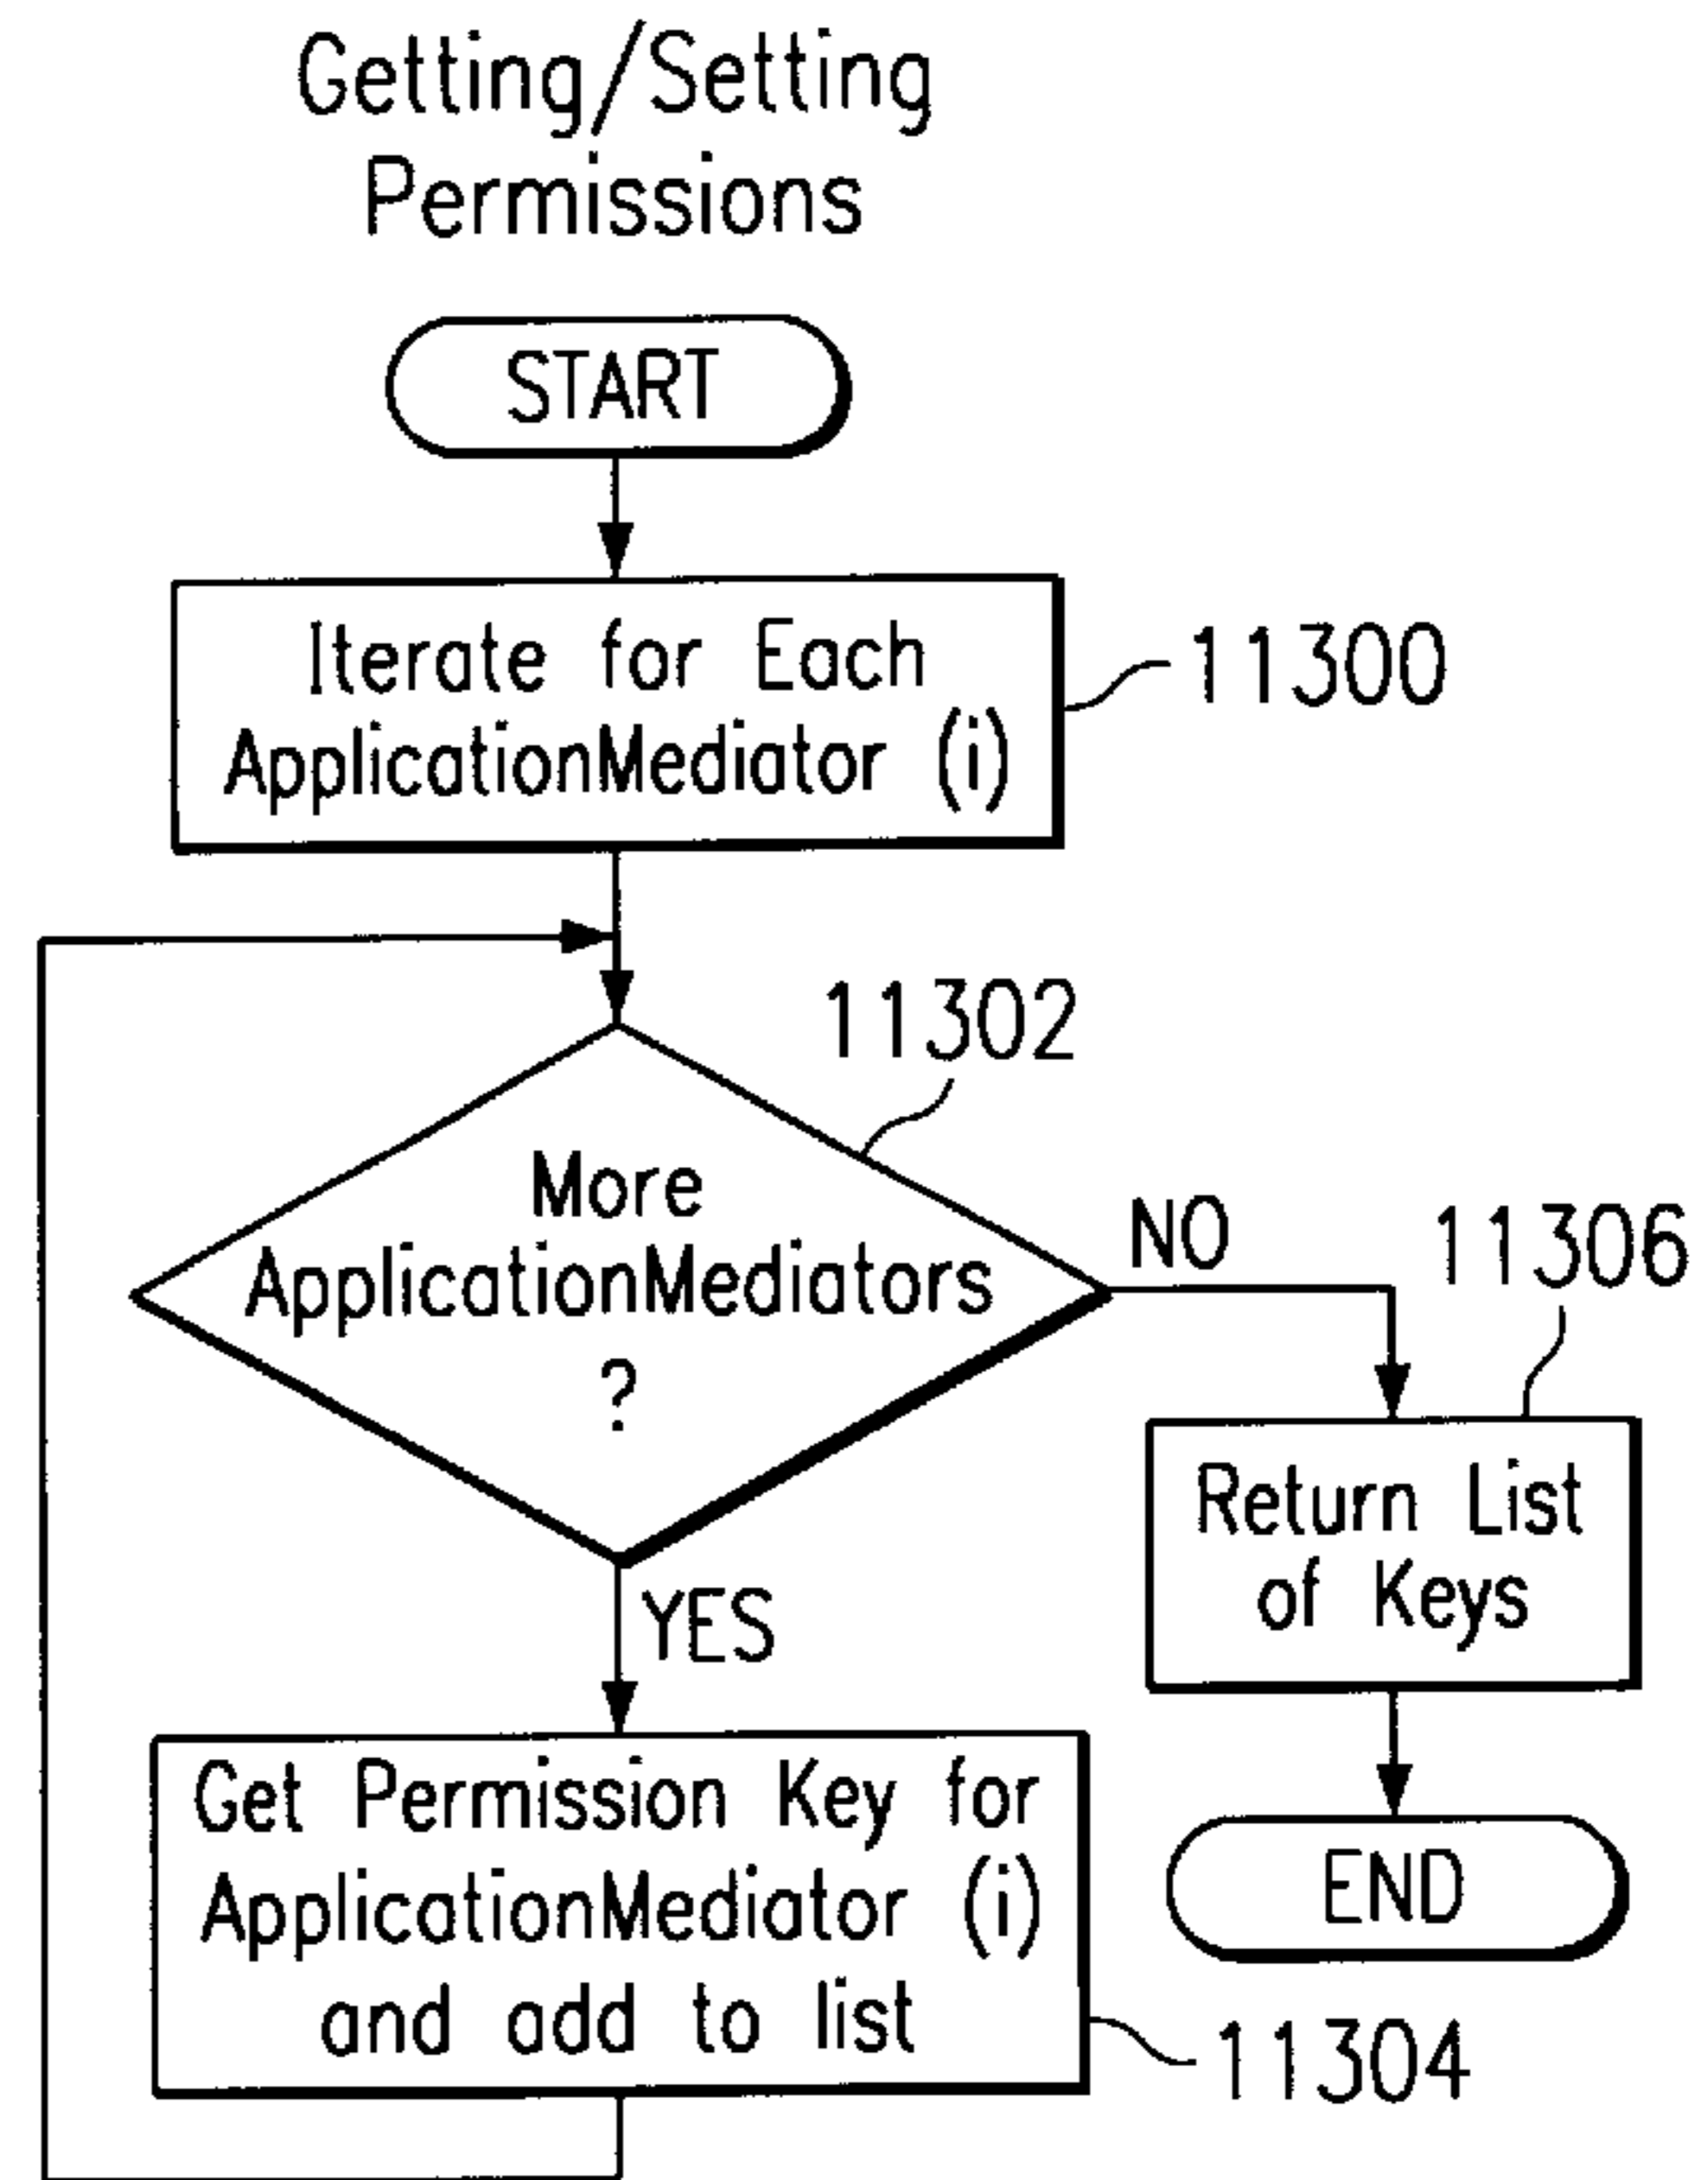 Getting/Setting
Permissions
START
Iterate for Each
ApplicationMediator (i)
11300
11302
More
ApplicationMediators
?
NO
11306
Return List
of Keys
YES
Get Permission Key for
ApplicationMediator (i)
and add to list
END
11304